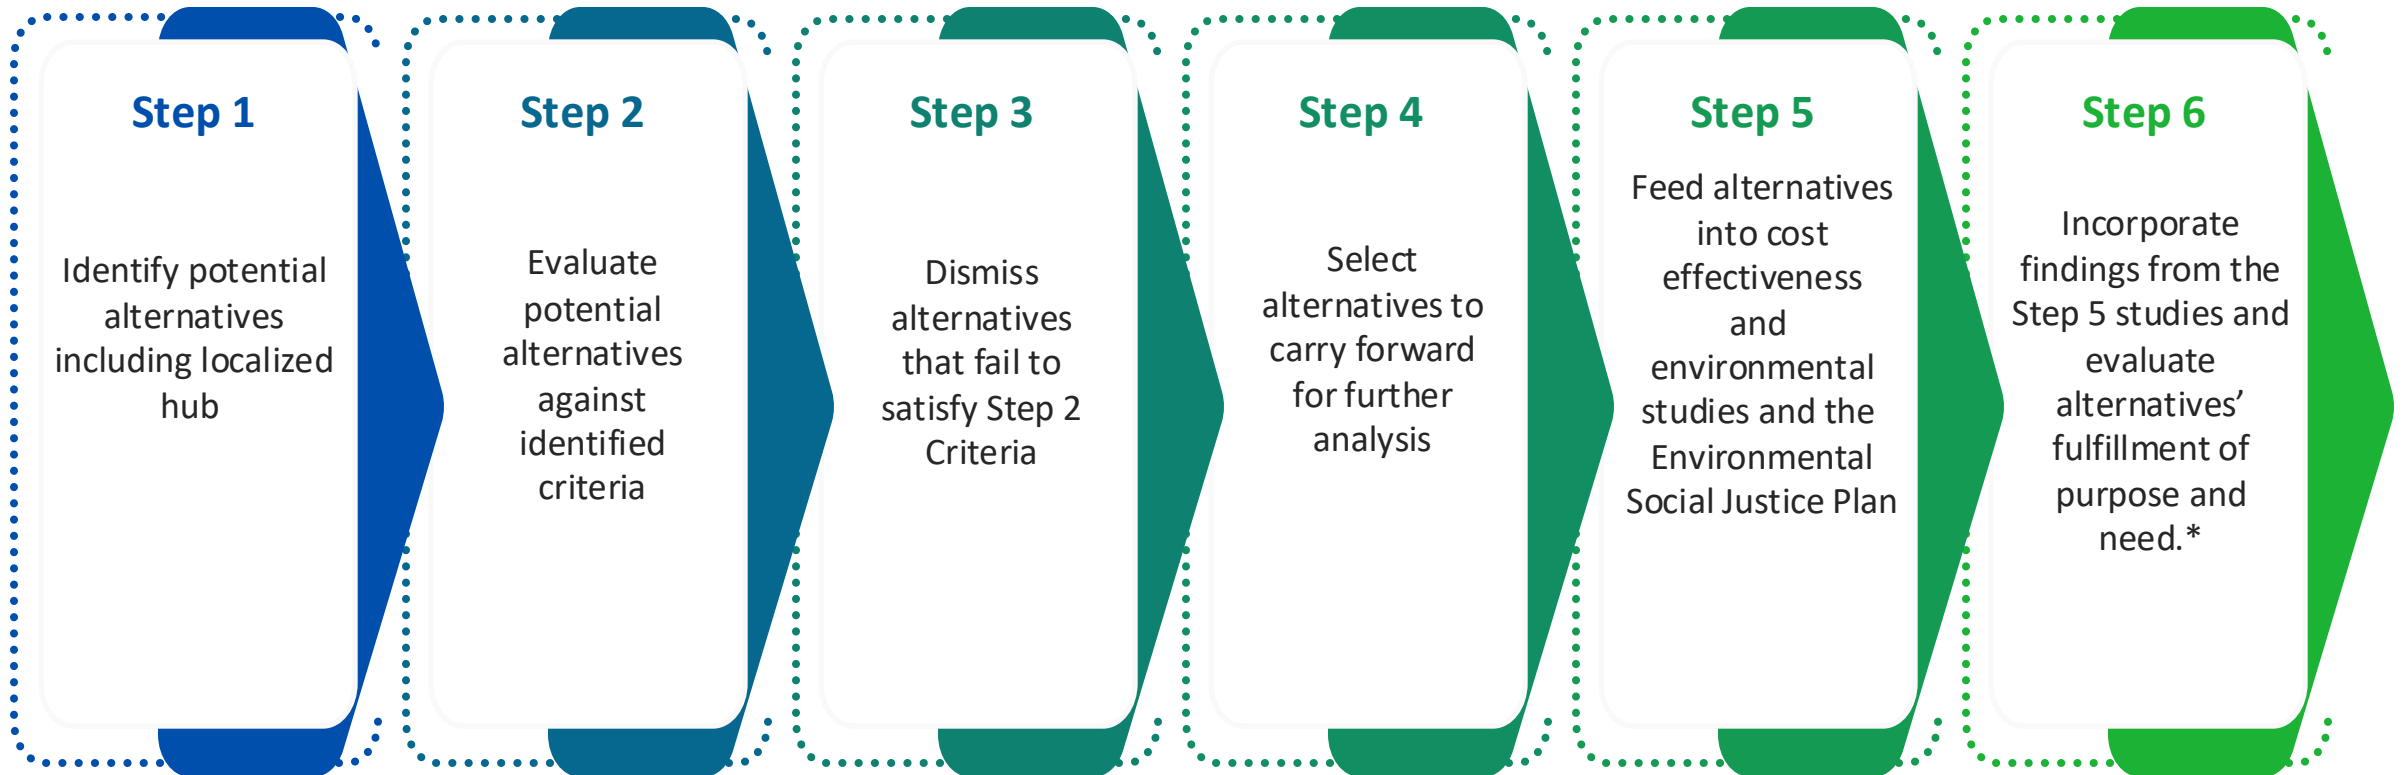 Step 1
Identify potential
alternatives
including localized
hub
Step 2
Evaluate
potential
alternatives
against
identified
criteria
Step 3
Dismiss
alternatives
that fail to
satisfy Step 2
Criteria
Step 4
Select
alternatives to
carry forward
for further
analysis
Step 5
Feed alternatives
into cost
effectiveness
and
environmental
studies and the
Environmental
Social Justice Plan
Step 6
Incorporate
findings from the
Step 5 studies and
evaluate
alternatives’
fulfillment of
purpose and
need.*